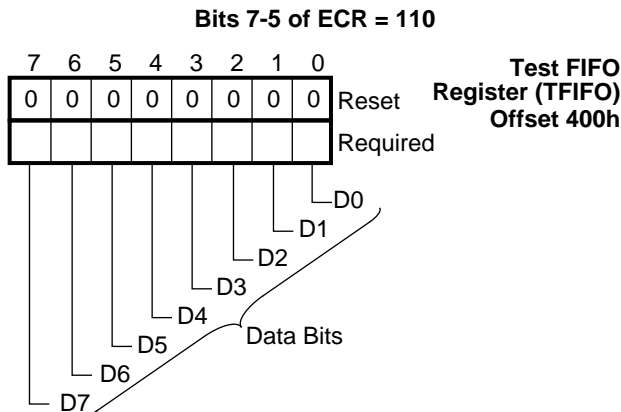 Bits 7-5 of ECR = 110
7 6 5 4 3 2 1 0
Test FIFO
Register (TFIFO)
Offset 400h
0 0 0 0 0 0 0 0 Reset
Required
D0
D1
D2
D3
D4
D5
D6
D7
Data Bits